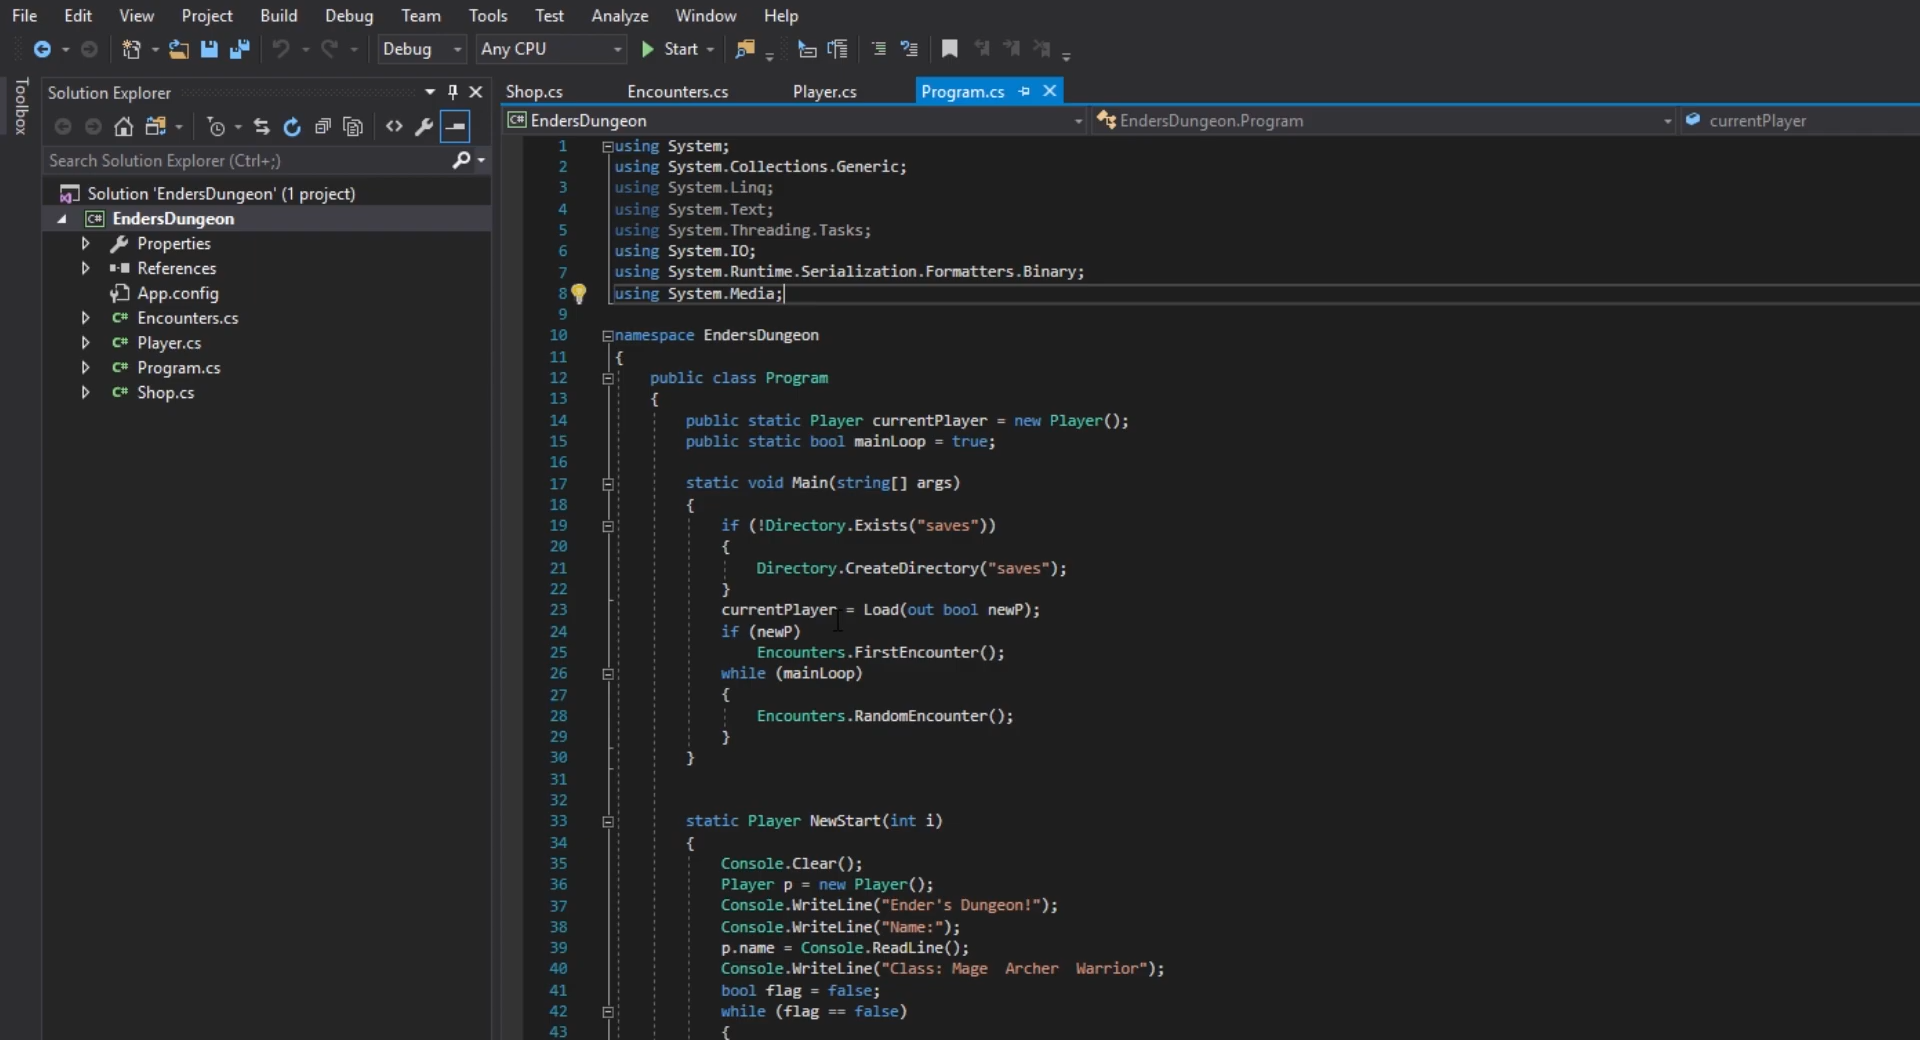 File Edit View Project Build Debug Team Tools Test Analyze Window Help
Debug Any CPU Start
Toolbox
Solution Explorer
Search Solution Explorer (Ctrl+;)
Solution 'EndersDungeon' (1 project)
C# EndersDungeon
Properties
References
App.config
C# Encounters.cs
C# Player.cs
C# Program.cs
C# Shop.cs
Shop.cs Encounters.cs Player.cs Program.cs
C# EndersDungeon EndersDungeon.Program currentPlayer
1 using System;
2 using System.Collections.Generic;
3 using System.Linq;
4 using System.Text;
5 using System.Threading.Tasks;
6 using System.IO;
7 using System.Runtime.Serialization.Formatters.Binary;
8 using System.Media;
9
10 namespace EndersDungeon
11 {
12 public class Program
13 {
14 public static Player currentPlayer = new Player();
15 public static bool mainLoop = true;
16
17 static void Main(string[] args)
18 {
19 if (!Directory.Exists("saves"))
20 {
21 Directory.CreateDirectory("saves");
22 }
23 currentPlayer = Load(out bool newP);
24 if (newP)
25 Encounters.FirstEncounter();
26 while (mainLoop)
27 {
28 Encounters.RandomEncounter();
29 }
30 }
31
32
33 static Player NewStart(int i)
34 {
35 Console.Clear();
36 Player p = new Player();
37 Console.WriteLine("Ender's Dungeon!");
38 Console.WriteLine("Name:");
39 p.name = Console.ReadLine();
40 Console.WriteLine("Class: Mage  Archer  Warrior");
41 bool flag = false;
42 while (flag == false)
43 {